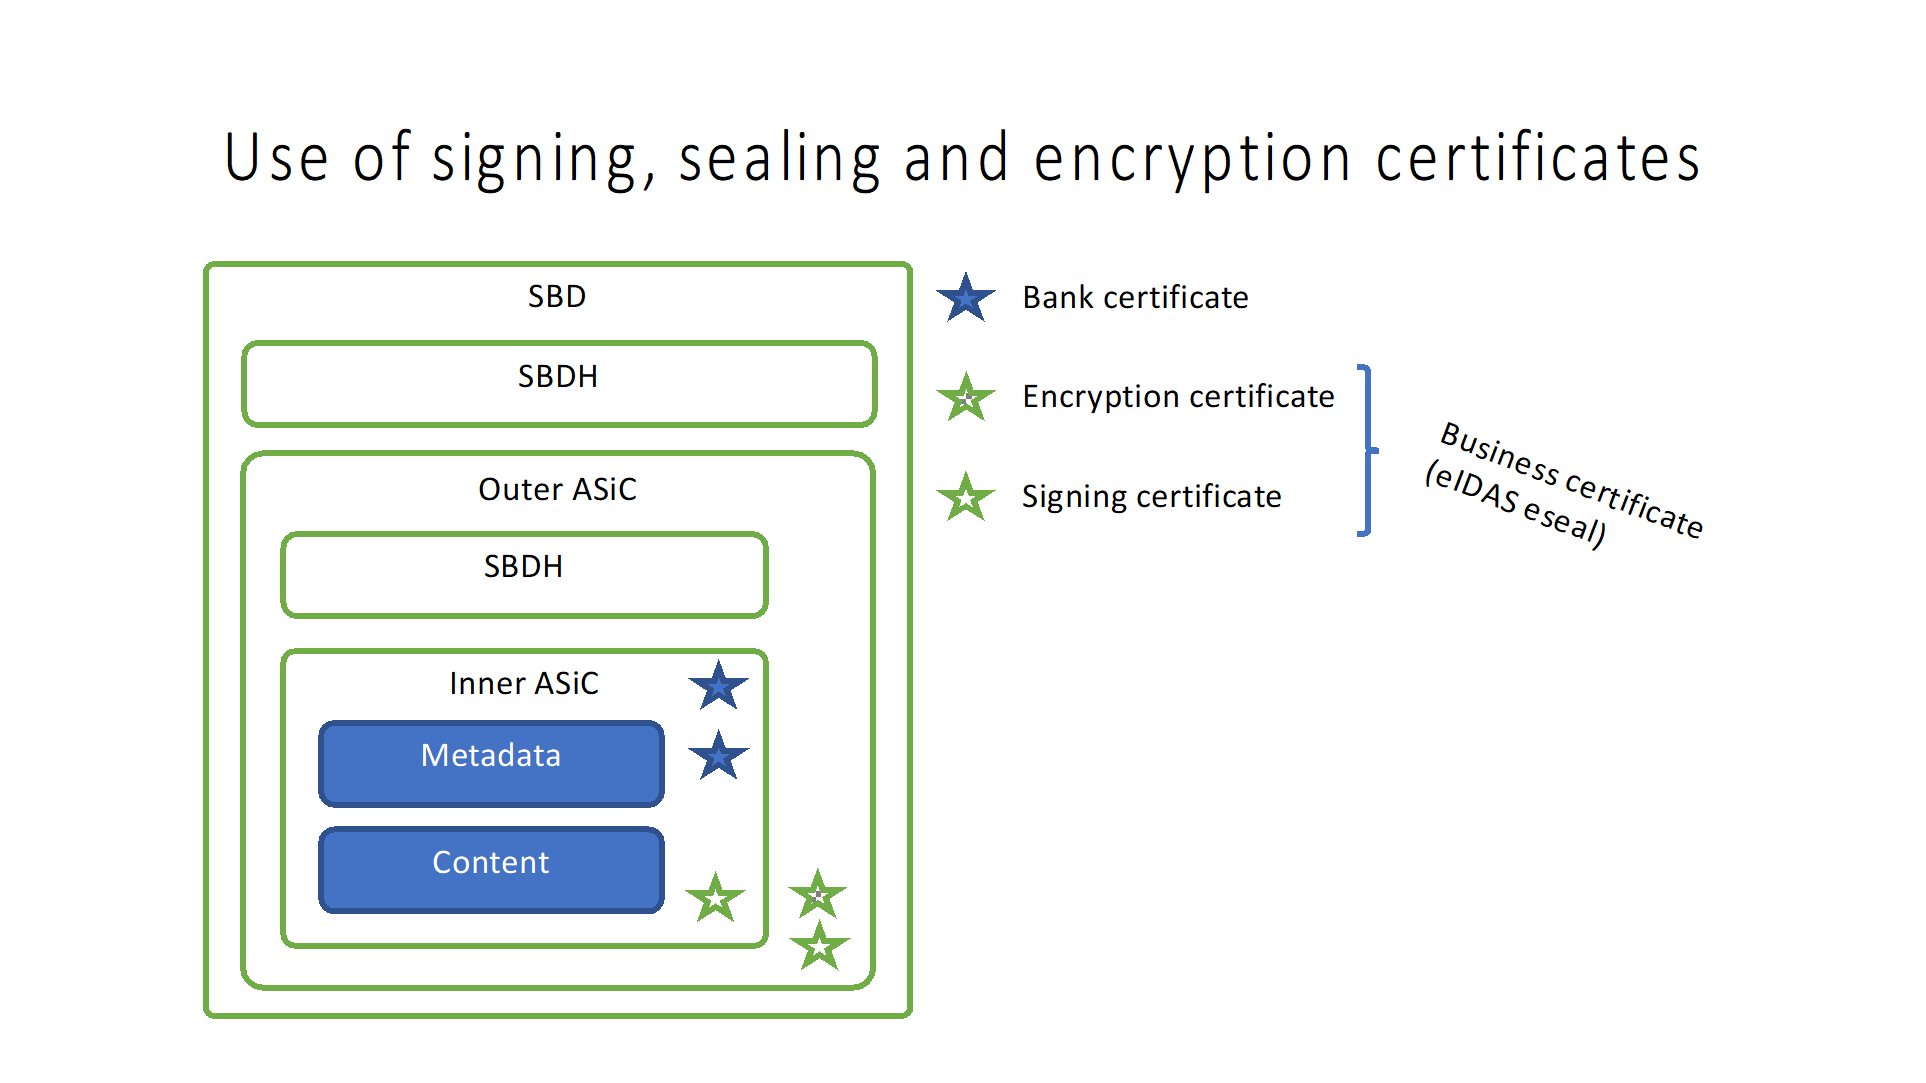 Use of signing, sealing and encryption certificates
SBD
SBDH
Outer ASiC
SBDH
Inner ASiC
Metadata
Content
Bank certificate
Encryption certificate
Signing certificate
Business certificate
(eIDAS eseal)